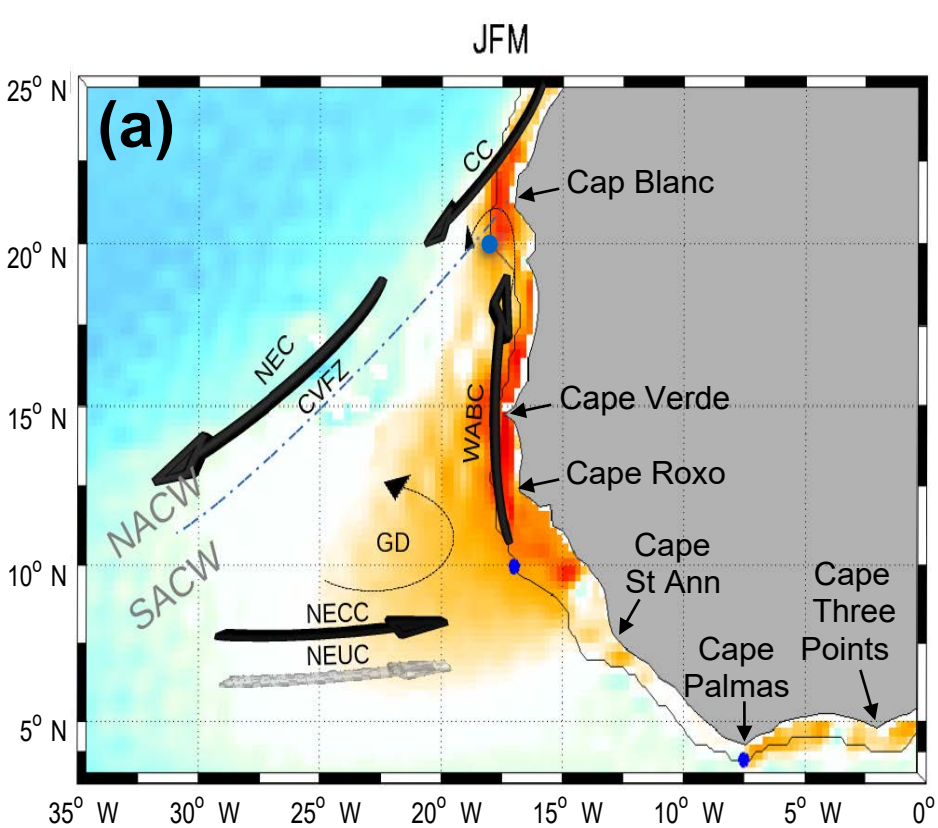 JFM
(a)
25° N
20° N
15° N
10° N
5° N
CC
Cap Blanc
NEC
CVFZ
WABC
Cape Verde
Cape Roxo
NACW
SACW
GD
Cape
St Ann
Cape
Three
Points
NECC
NEUC
Cape
Palmas
35° W
30° W
25° W
20° W
15° W
10° W
5° W
0°